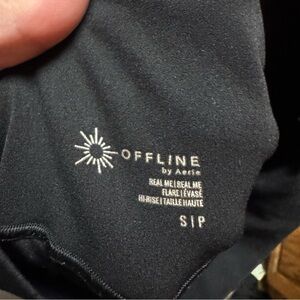 OFFLINE
by Aerie
REAL ME | REAL ME
FLARE | ÉVASÉ
HI-RISE | TAILLE HAUTE
S | P